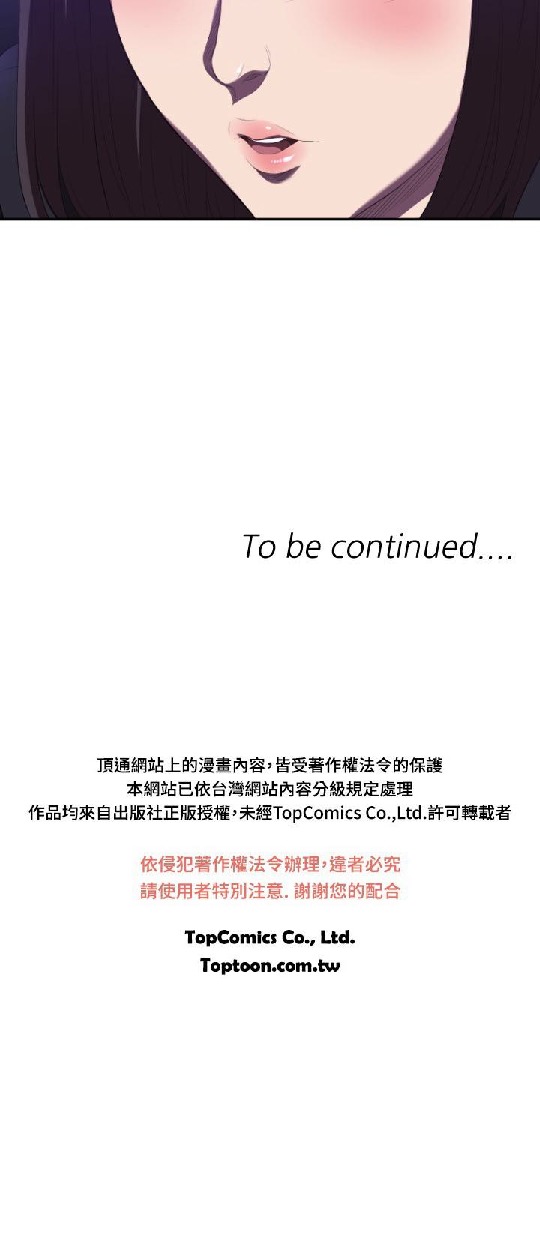 To be continued....
頂通網站上的漫畫內容,皆受著作權法令的保護
本網站已依台灣網站內容分級規定處理
作品均來自出版社正版授權,未經TopComics Co.,Ltd.許可轉載者
依侵犯著作權法令辦理,違者必究
請使用者特別注意. 謝謝您的配合
TopComics Co., Ltd.
Toptoon.com.tw